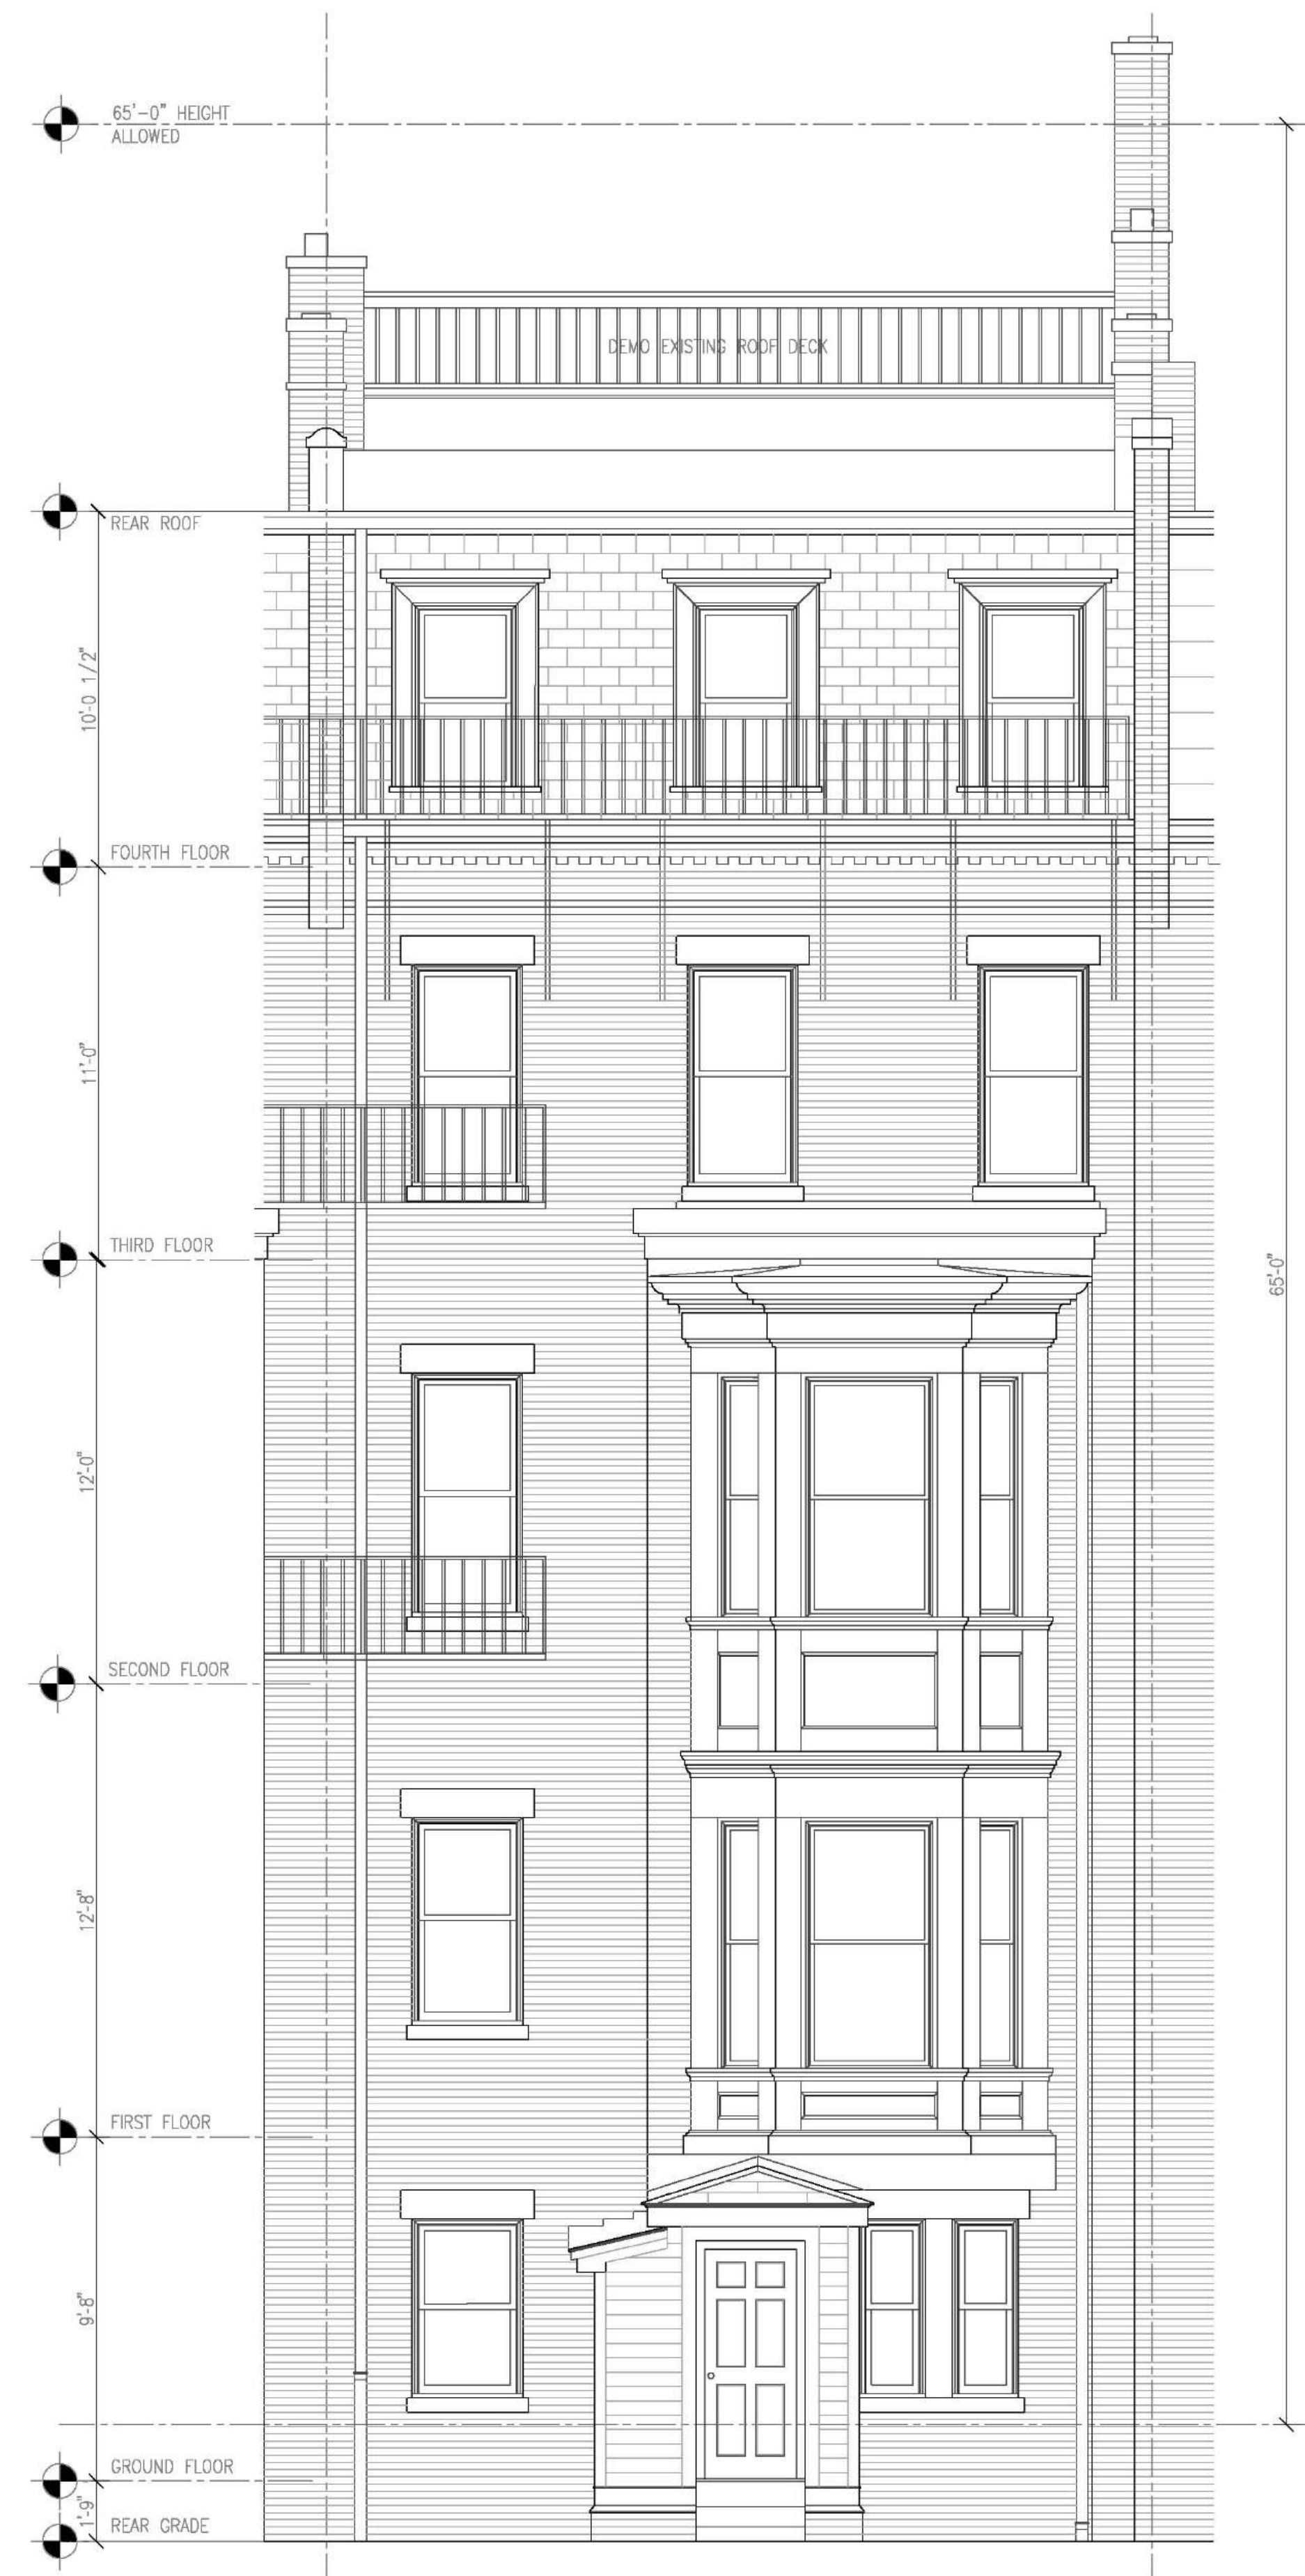 65'-0" HEIGHT
ALLOWED
DEMO EXISTING ROOF DECK
REAR ROOF
10'-0 1/2"
FOURTH FLOOR
11'-0"
THIRD FLOOR
65'-0"
12'-0"
SECOND FLOOR
12'-8"
FIRST FLOOR
9'-8"
GROUND FLOOR
1'-9"
REAR GRADE